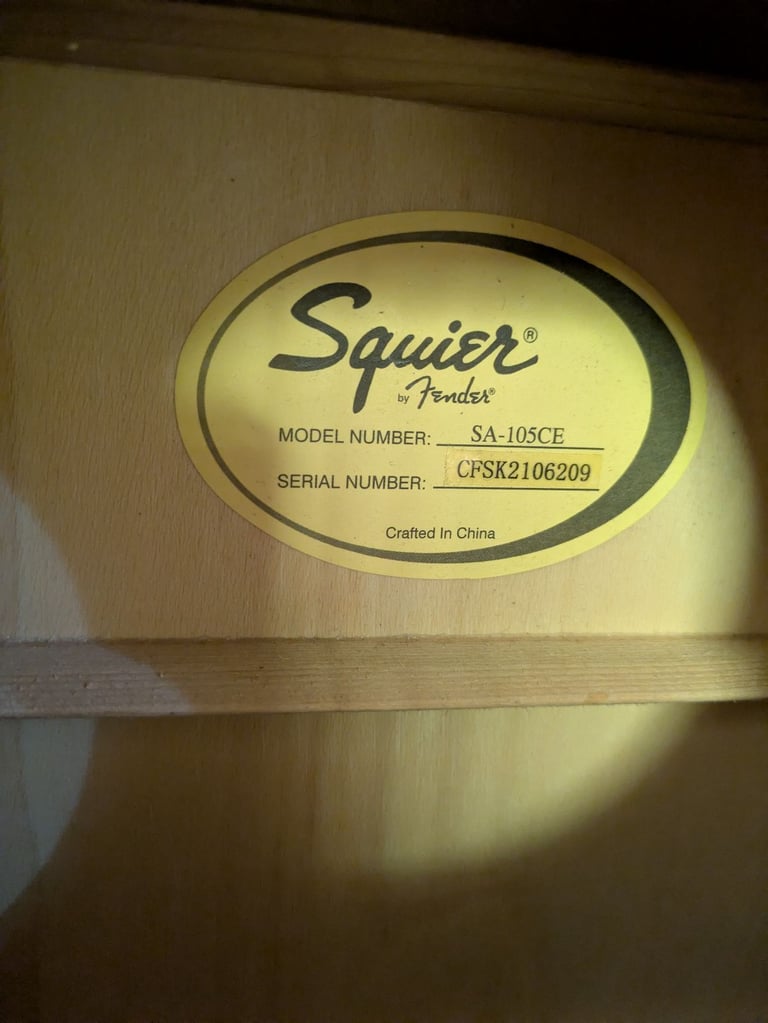 Squier®
by Fender®
MODEL NUMBER: SA-105CE
SERIAL NUMBER: CFSK2106209
Crafted In China